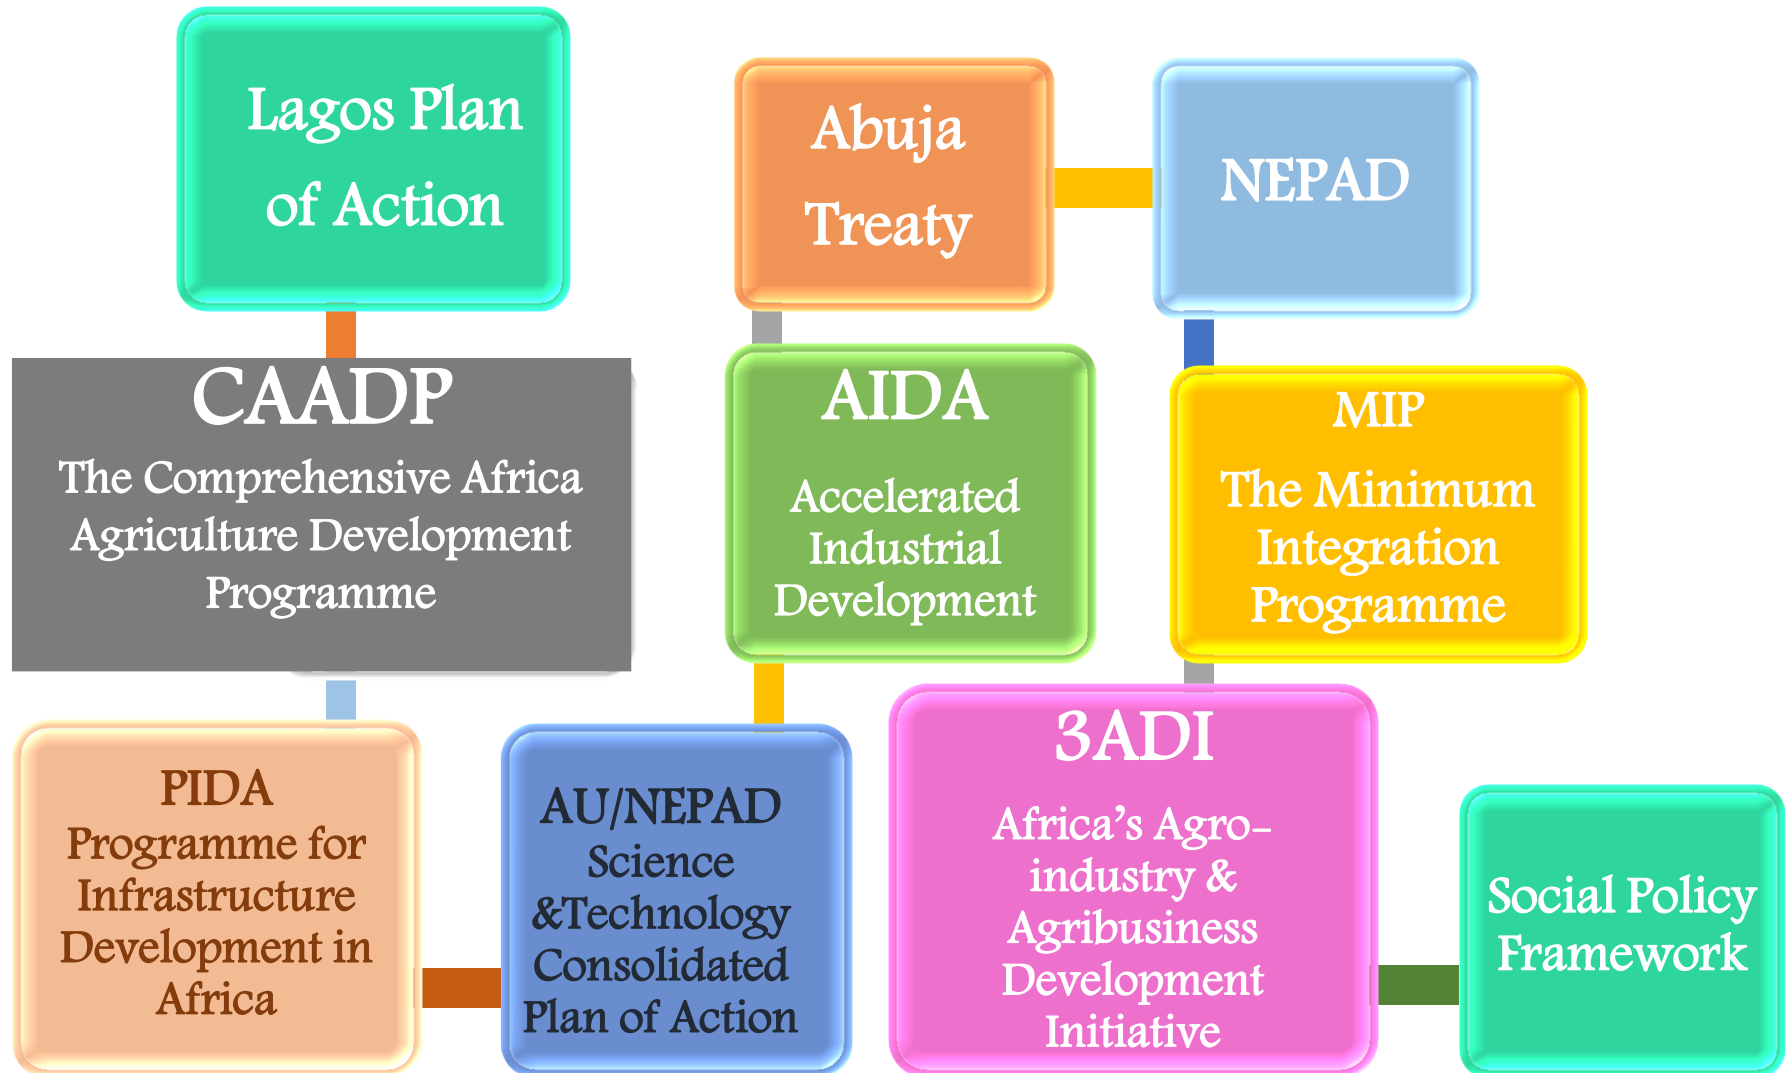 Lagos Plan
of Action
Abuja
Treaty
NEPAD
CAADP
The Comprehensive Africa
Agriculture Development
Programme
AIDA
Accelerated
Industrial
Development
MIP
The Minimum
Integration
Programme
PIDA
Programme for
Infrastructure
Development in
Africa
AU/NEPAD
Science
&Technology
Consolidated
Plan of Action
3ADI
Africa’s Agro-
industry &
Agribusiness
Development
Initiative
Social Policy
Framework